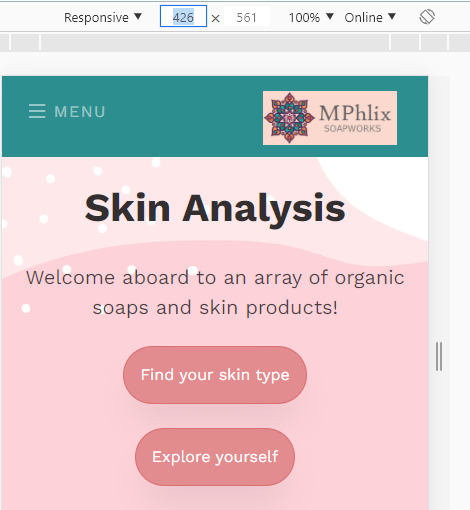 Responsive ▼ 426 × 561 100% ▼ Online ▼
MENU
MPhlix
SOAPWORKS
Skin Analysis
Welcome aboard to an array of organic
soaps and skin products!
Find your skin type
Explore yourself